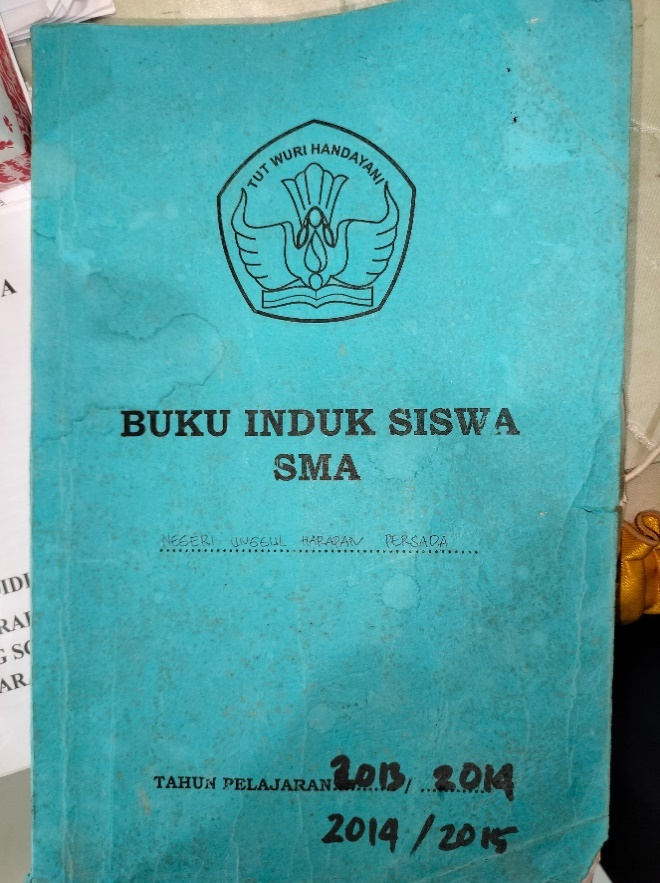 TUT WURI HANDAYANI
BUKU INDUK SISWA
SMA
NEGERI UNGGUL HARAPAN PERSADA
TAHUN PELAJARAN 2013 / 2014
2014 / 2015
A